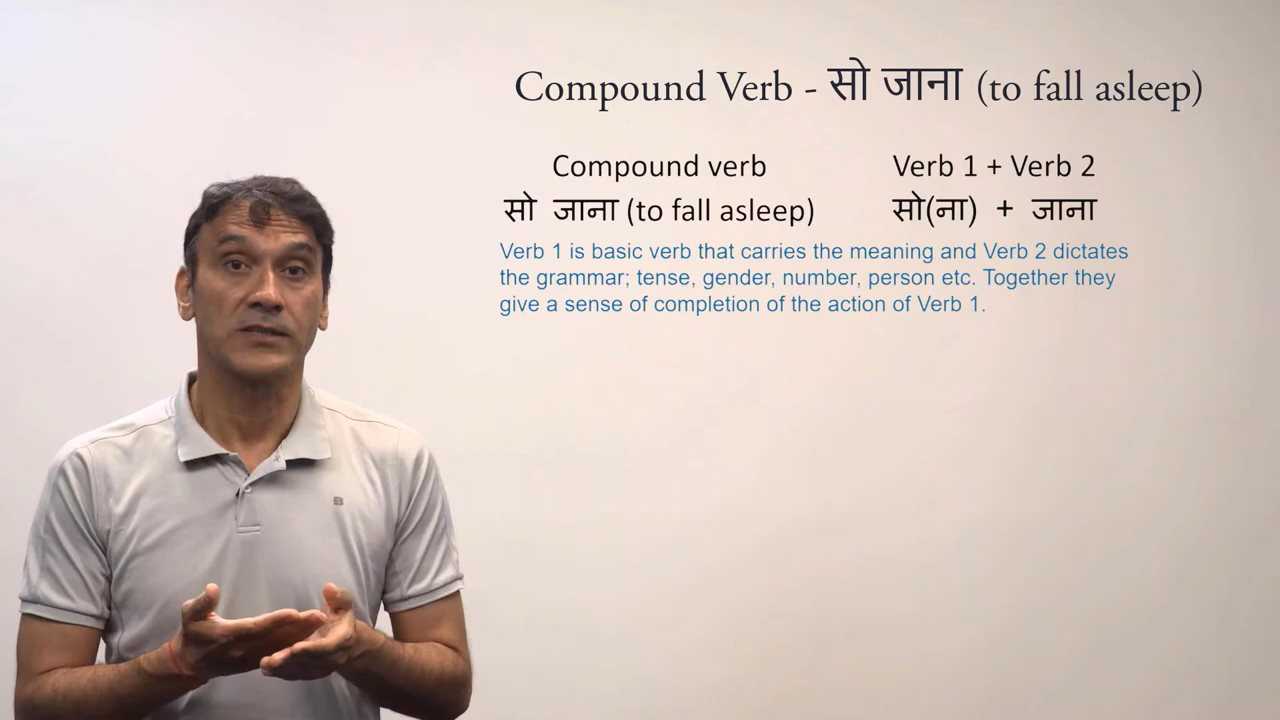 Compound Verb - सो जाना (to fall asleep)
Compound verb
Verb 1 + Verb 2
सो जाना (to fall asleep)
सो(ना) + जाना
Verb 1 is basic verb that carries the meaning and Verb 2 dictates
the grammar; tense, gender, number, person etc. Together they
give a sense of completion of the action of Verb 1.
B